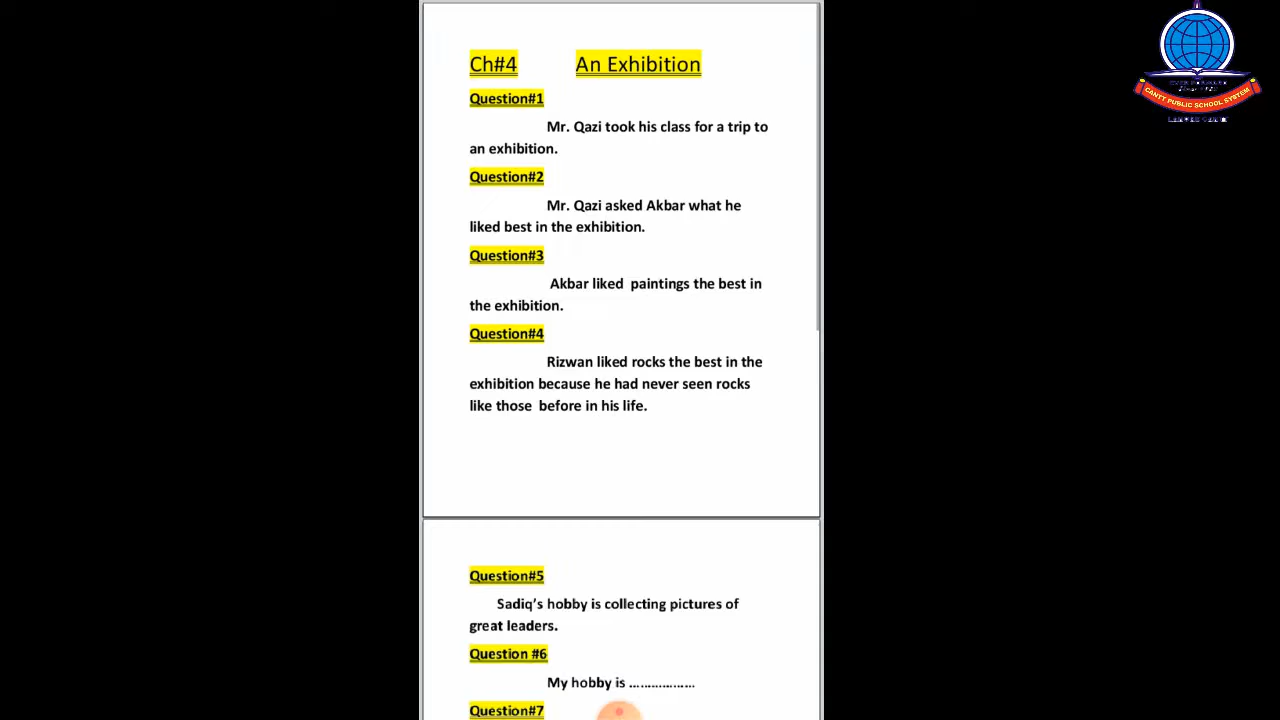 Ch#4 An Exhibition
Question#1
Mr. Qazi took his class for a trip to
an exhibition.
Question#2
Mr. Qazi asked Akbar what he
liked best in the exhibition.
Question#3
Akbar liked  paintings the best in
the exhibition.
Question#4
Rizwan liked rocks the best in the
exhibition because he had never seen rocks
like those  before in his life.
Question#5
Sadiq's hobby is collecting pictures of
great leaders.
Question #6
My hobby is ………………
Question#7
CANTT PUBLIC SCHOOL SYSTEM